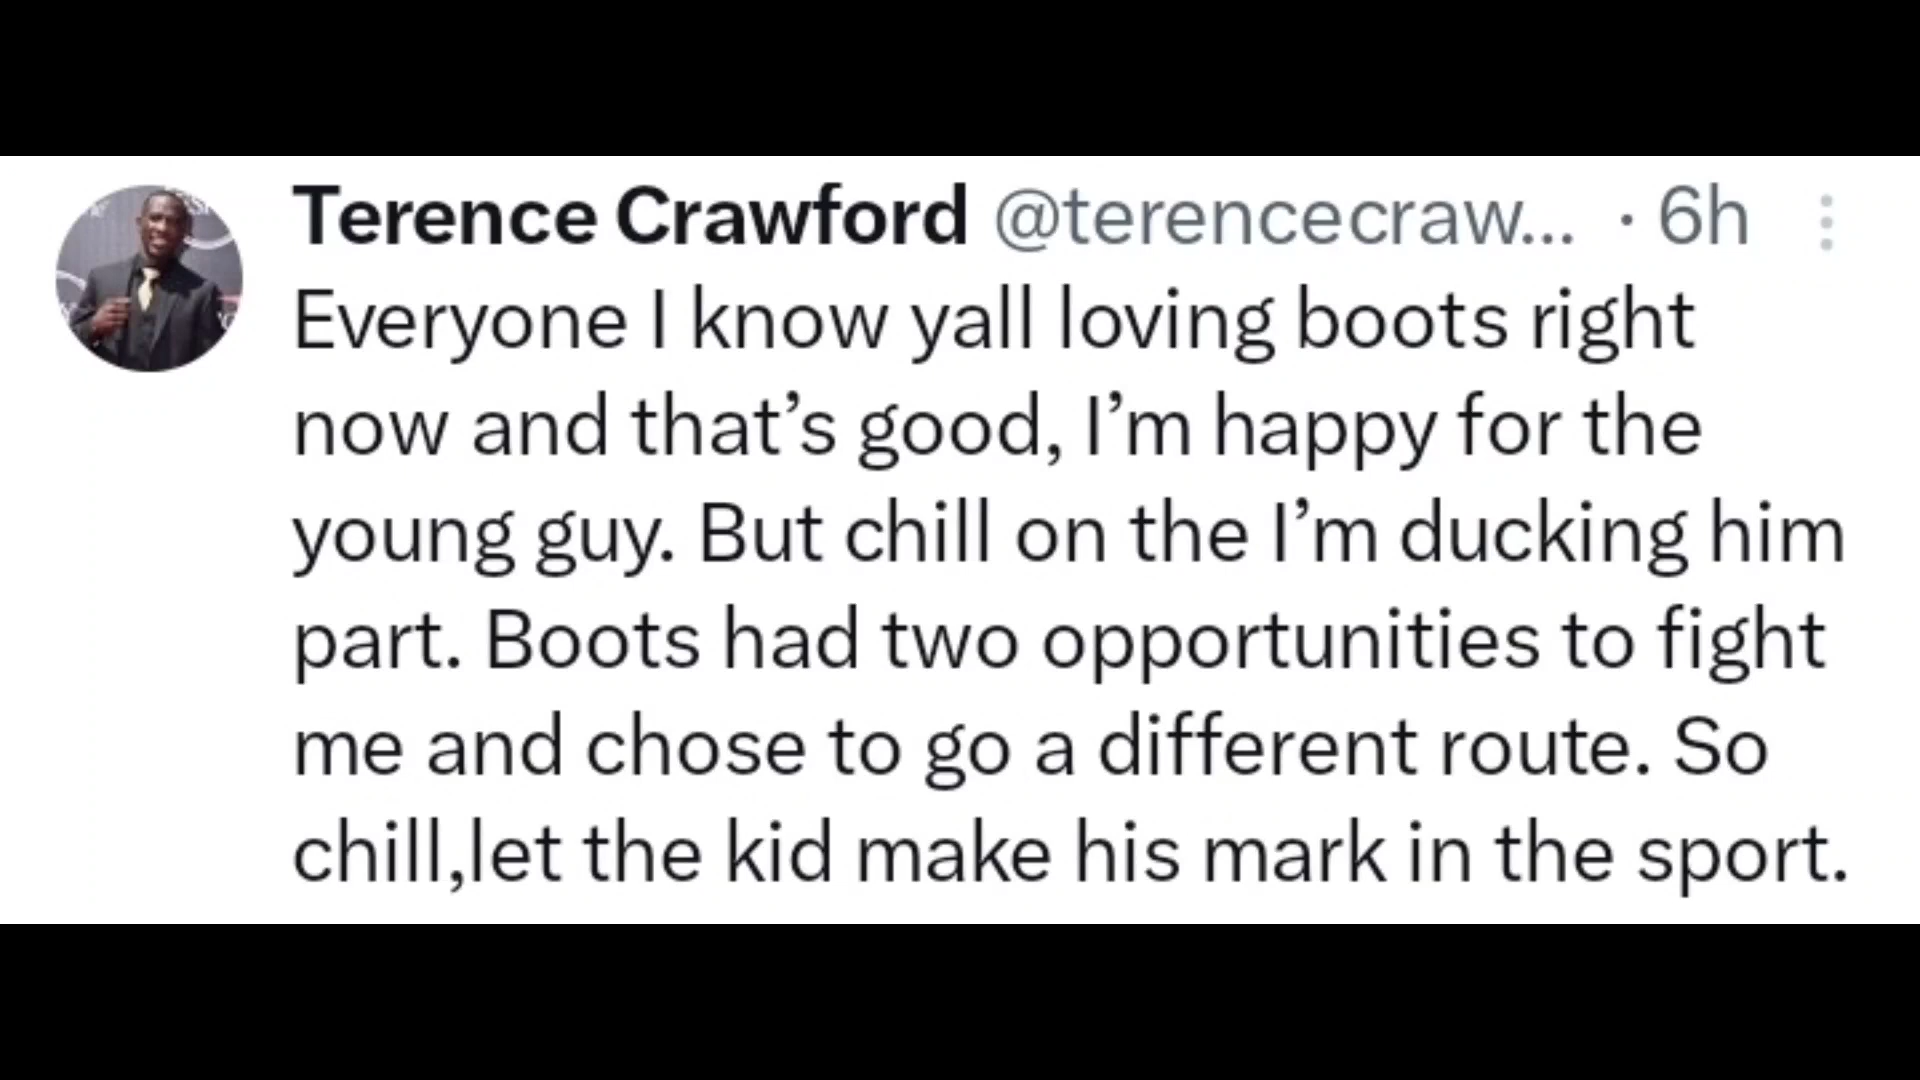 Terence Crawford @terencecraw... · 6h
Everyone I know yall loving boots right
now and that’s good, I’m happy for the
young guy. But chill on the I’m ducking him
part. Boots had two opportunities to fight
me and chose to go a different route. So
chill,let the kid make his mark in the sport.